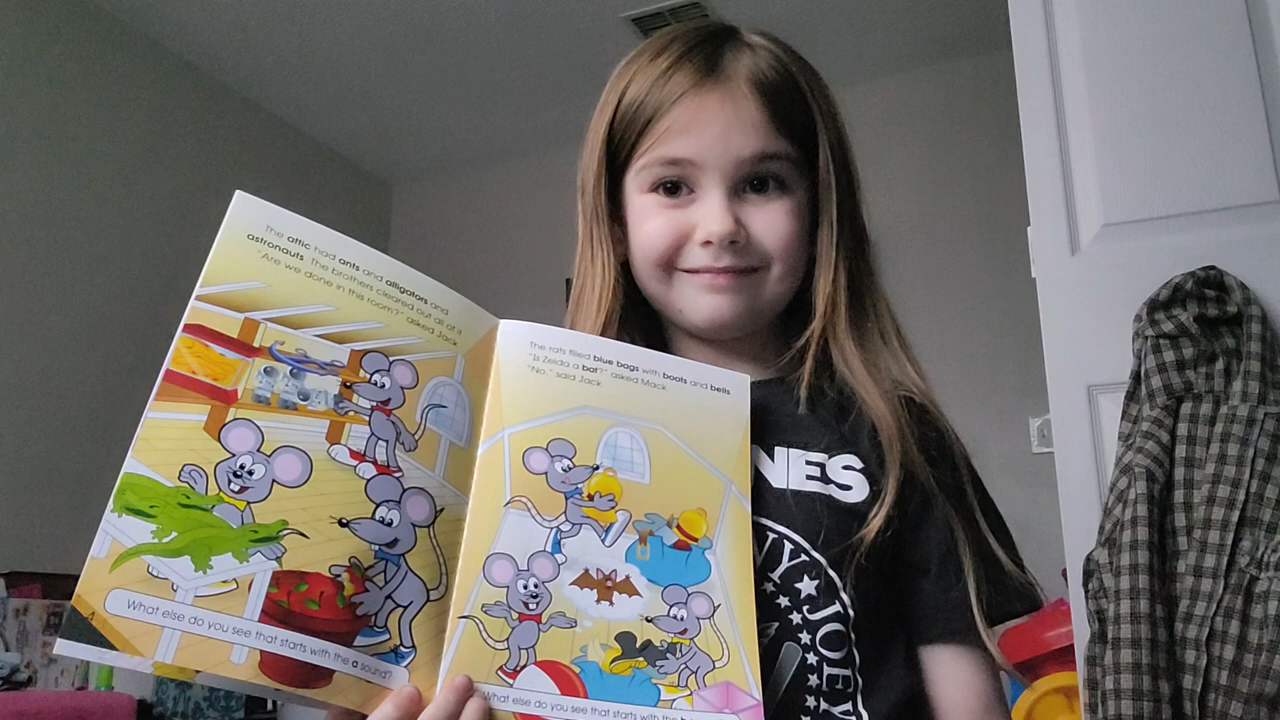 The attic had ants and alligators and
astronauts. The brothers cleared out all of it.
"Are we done in this room?" asked Jack.
What else do you see that starts with the a sound?
4
The rats filled blue bags with boots and bells.
"Is Zelda a bat?" asked Mack.
"No," said Jack.
What else do you see that starts with the
NES
NY
JOEY